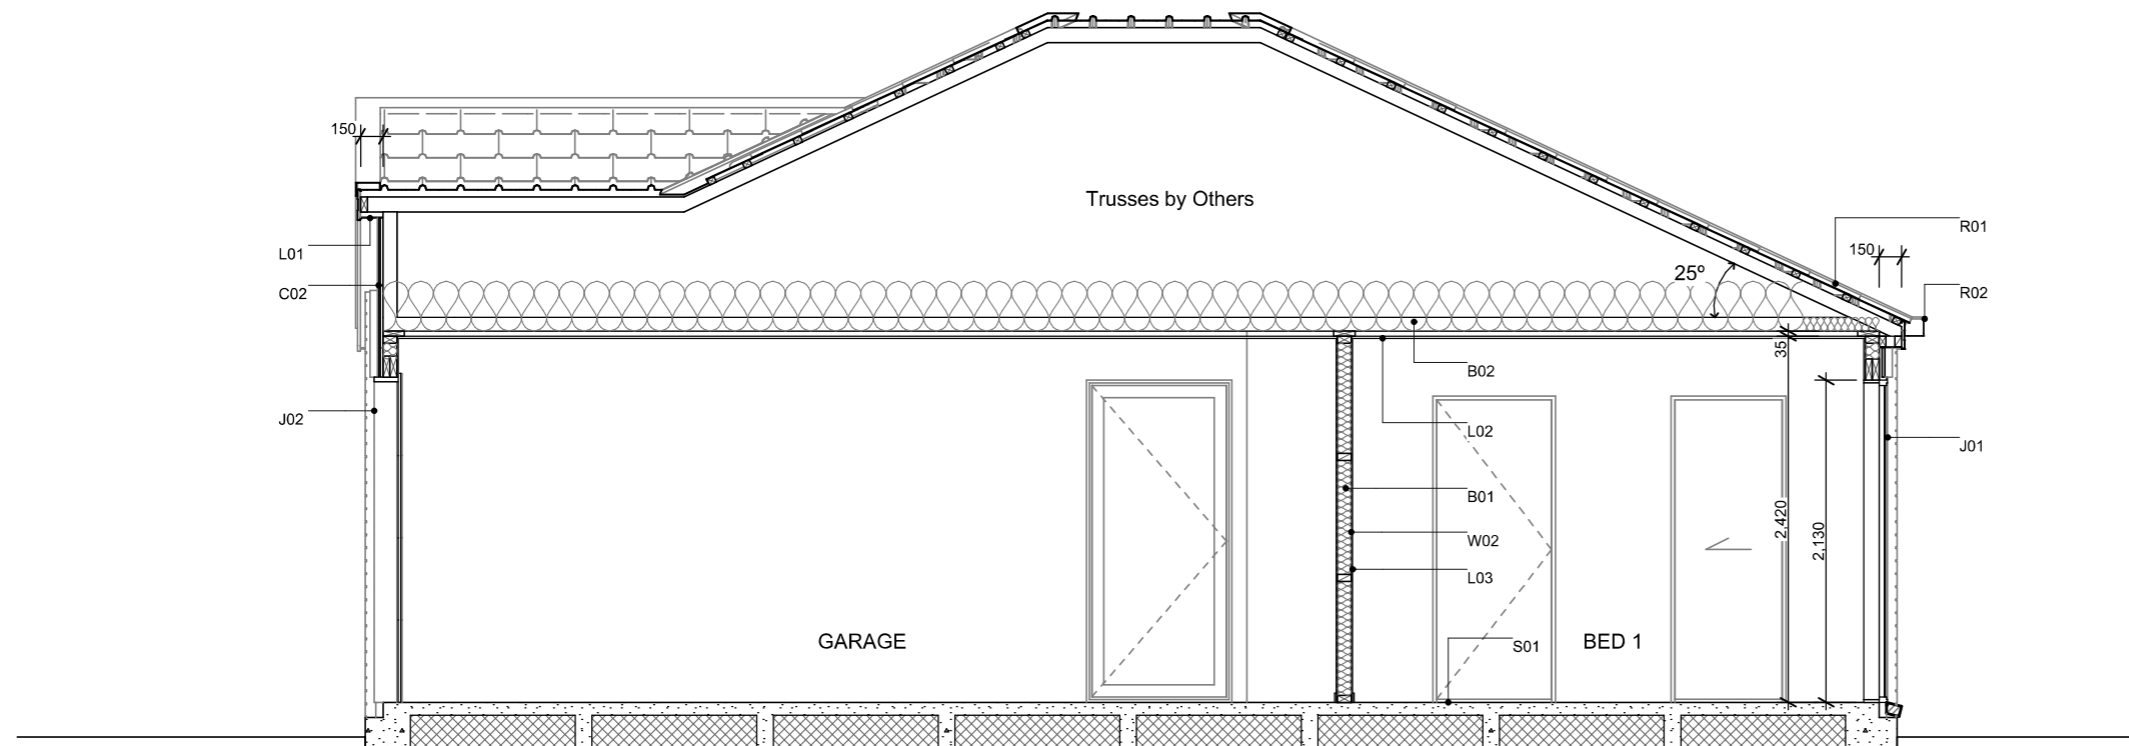 150
Trusses by Others
R01
150
L01
25º
C02
R02
35
B02
J02
L02
J01
B01
2,420
W02
2,130
L03
GARAGE
S01
BED 1